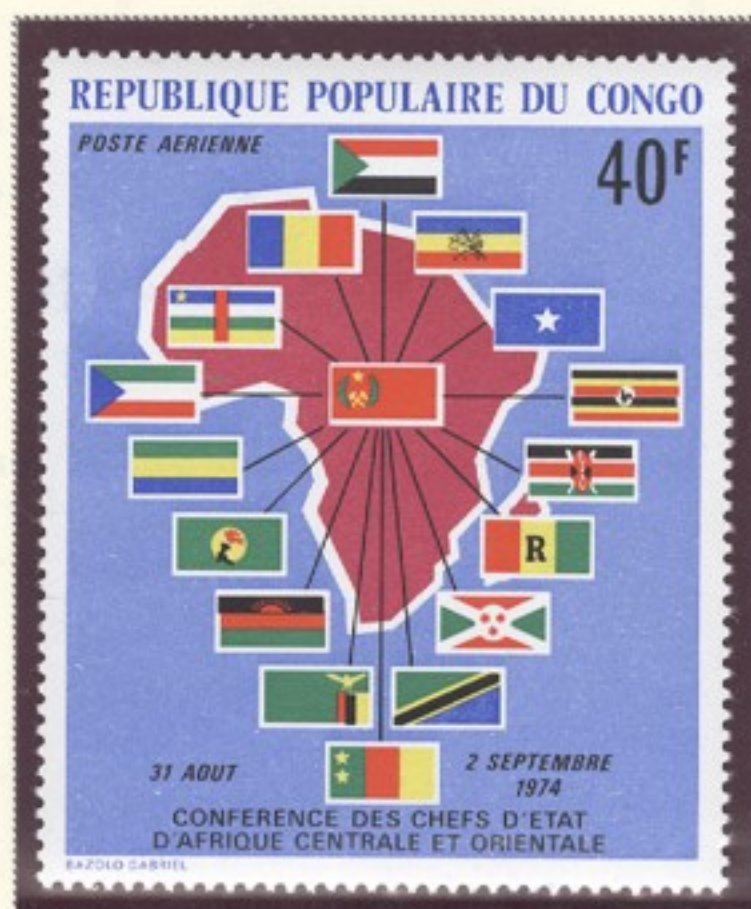 REPUBLIQUE POPULAIRE DU CONGO
POSTE AERIENNE
40F
R
31 AOUT
2 SEPTEMBRE
1974
CONFERENCE DES CHEFS D'ETAT
D'AFRIQUE CENTRALE ET ORIENTALE
BAZOLO GABRIEL